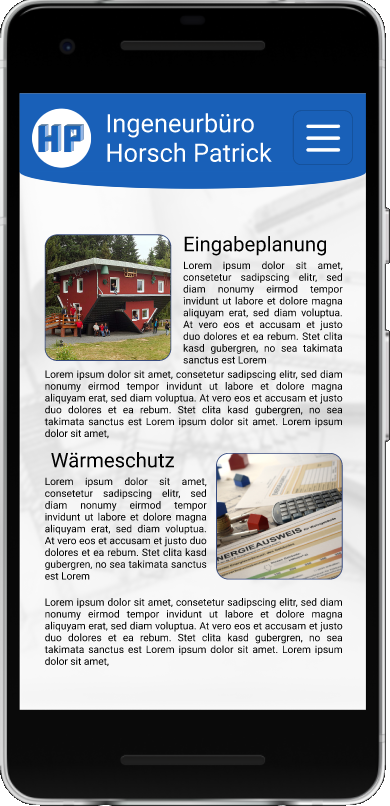 HP
Ingeneurbüro
Horsch Patrick
Eingabeplanung
Lorem ipsum dolor sit amet,
consetetur sadipscing elitr, sed
diam nonumy eirmod tempor
invidunt ut labore et dolore magna
aliquyam erat, sed diam voluptua.
At vero eos et accusam et justo
duo dolores et ea rebum. Stet clita
kasd gubergren, no sea takimata
sanctus est Lorem
Lorem ipsum dolor sit amet, consetetur sadipscing elitr, sed diam
nonumy eirmod tempor invidunt ut labore et dolore magna
aliquyam erat, sed diam voluptua. At vero eos et accusam et justo
duo dolores et ea rebum. Stet clita kasd gubergren, no sea
takimata sanctus est Lorem ipsum dolor sit amet. Lorem ipsum
dolor sit amet,
Wärmeschutz
Lorem ipsum dolor sit amet,
consetetur sadipscing elitr, sed
diam nonumy eirmod tempor
invidunt ut labore et dolore magna
aliquyam erat, sed diam voluptua.
At vero eos et accusam et justo duo
dolores et ea rebum. Stet clita kasd
gubergren, no sea takimata sanctus
est Lorem
NERGIEAUSWEIS
Lorem ipsum dolor sit amet, consetetur sadipscing elitr, sed diam
nonumy eirmod tempor invidunt ut labore et dolore magna
aliquyam erat, sed diam voluptua. At vero eos et accusam et justo
duo dolores et ea rebum. Stet clita kasd gubergren, no sea
takimata sanctus est Lorem ipsum dolor sit amet. Lorem ipsum
dolor sit amet,